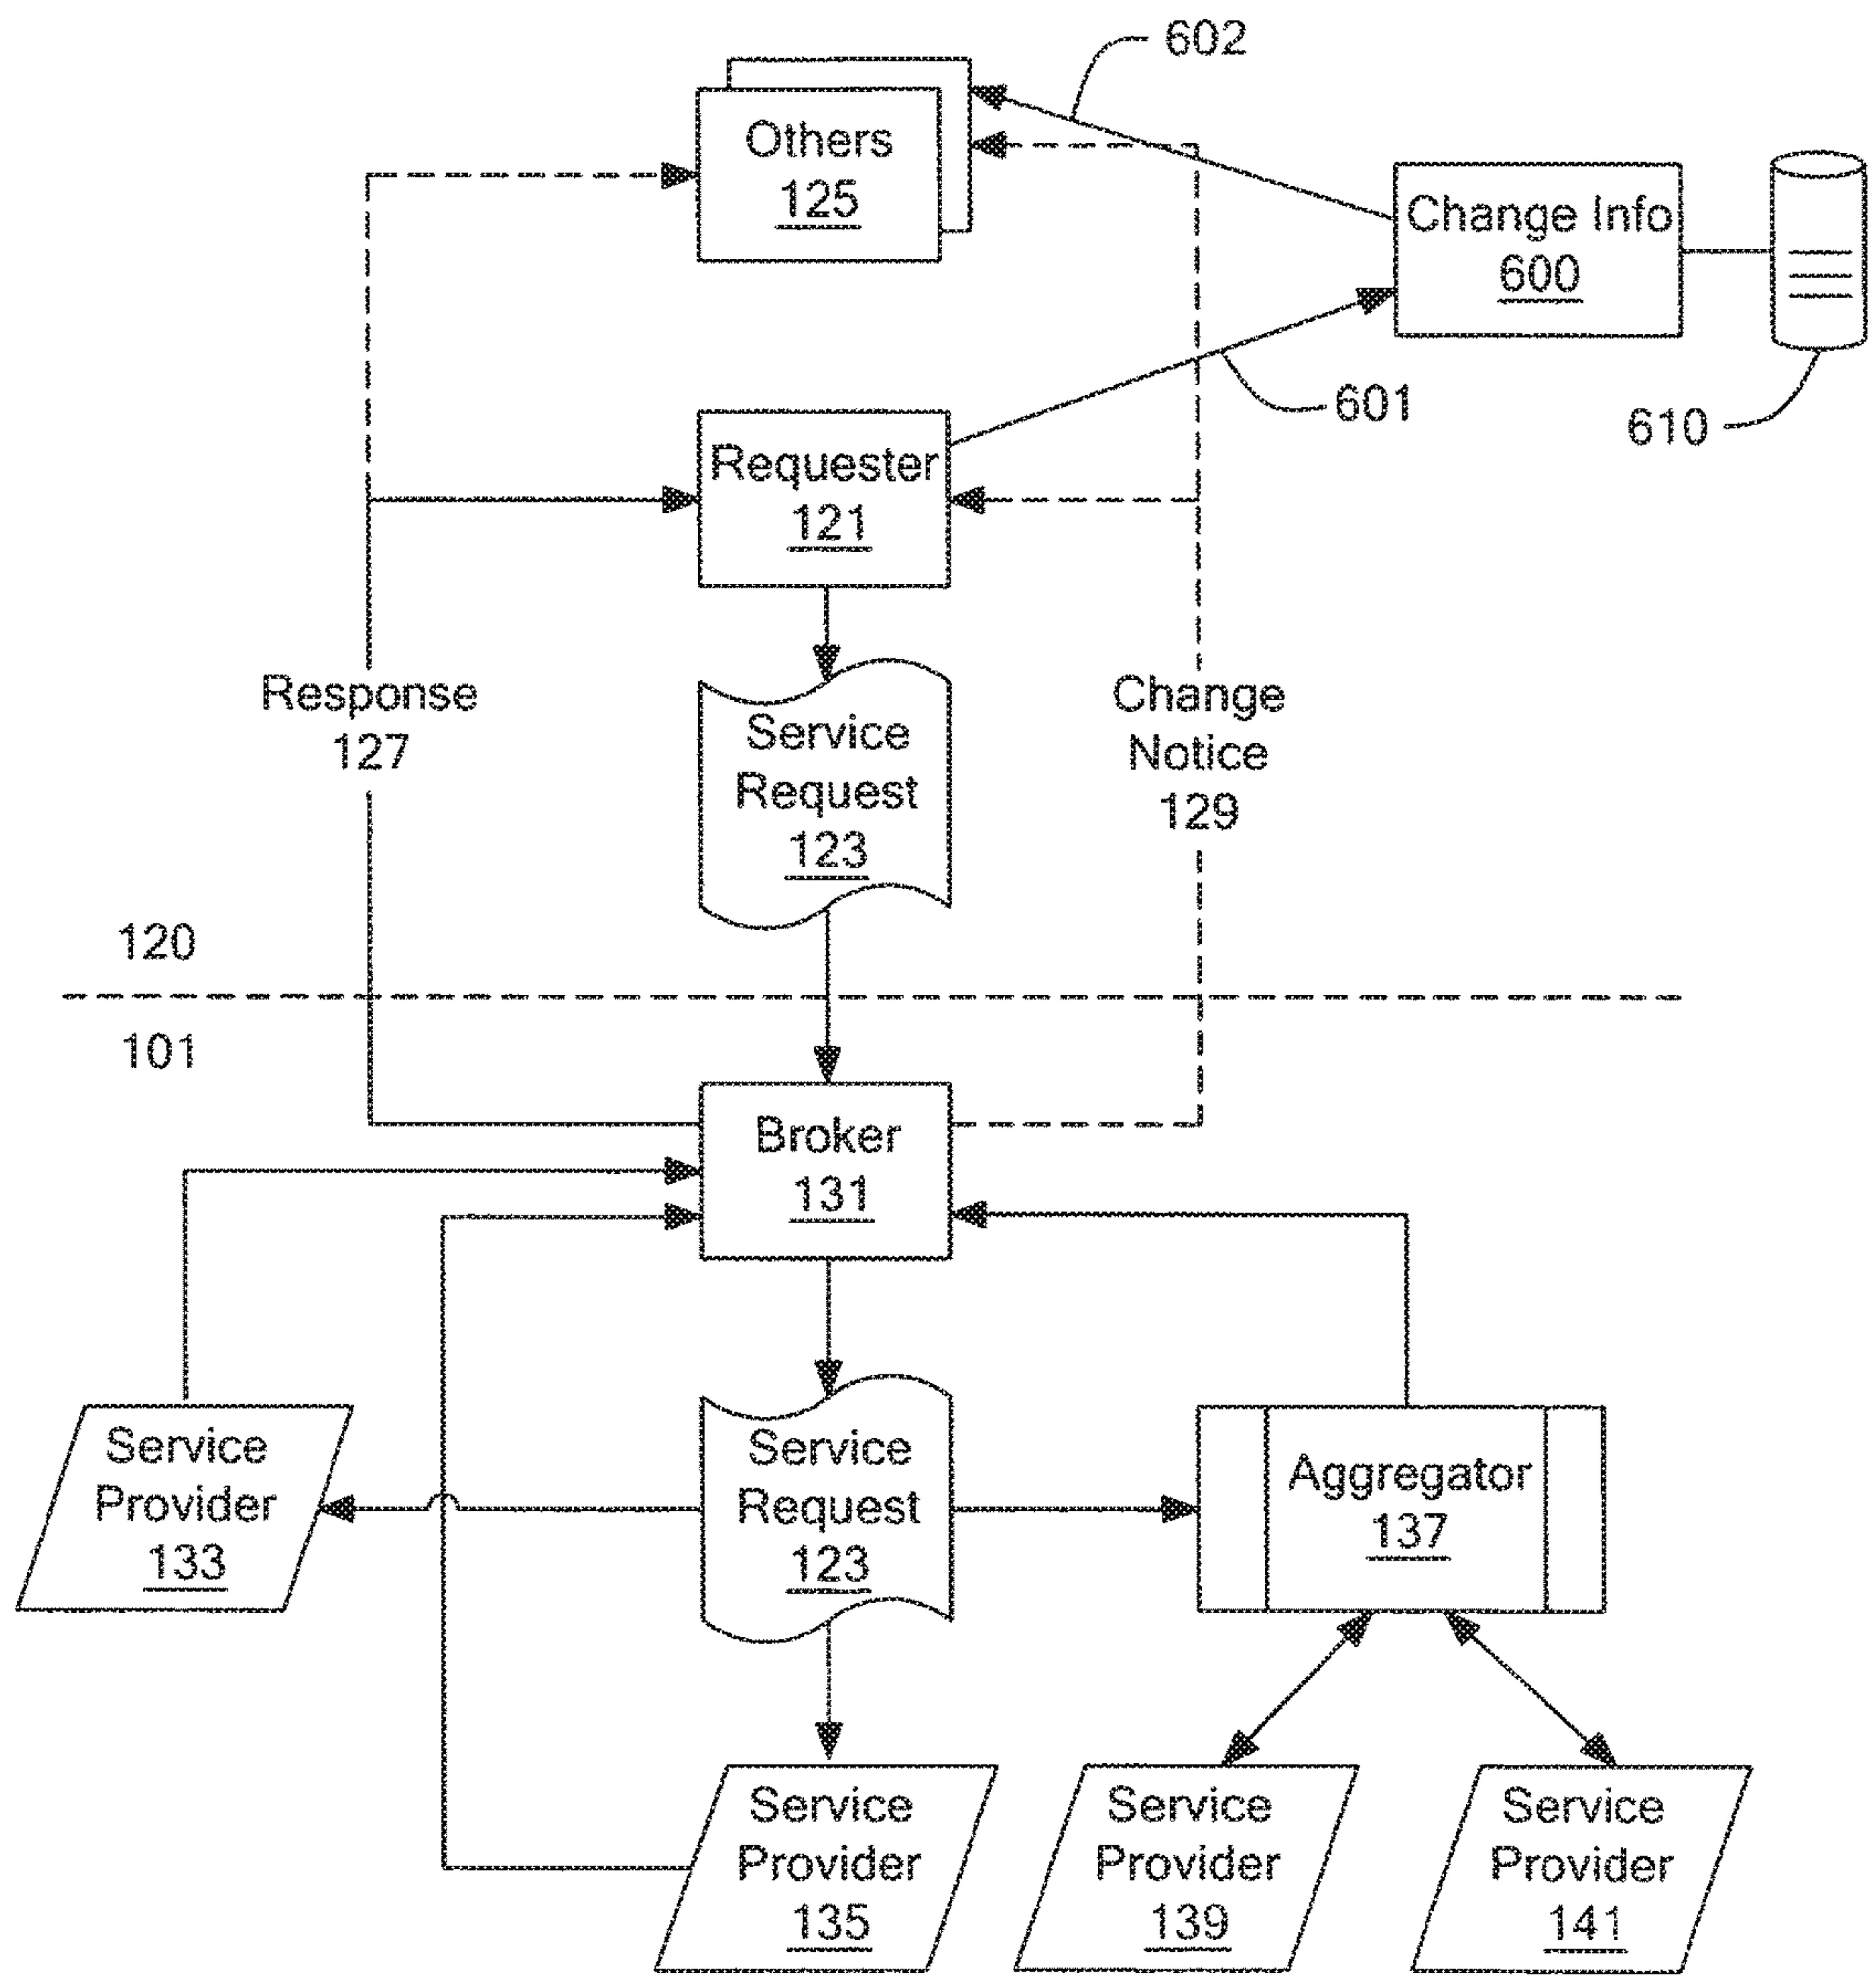 602
Others
125
Change Info
600
601
610
Requester
121
Response
127
Service
Request
123
Change
Notice
129
120
101
Broker
131
Service
Provider
133
Service
Request
123
Aggregator
137
Service
Provider
135
Service
Provider
139
Service
Provider
141